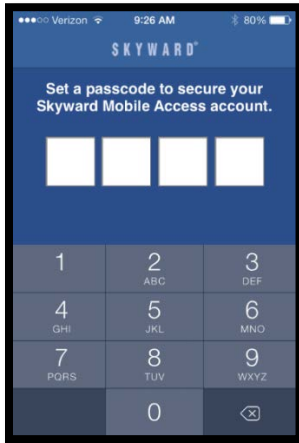 Verizon 9:26 AM 80%
SKYWARD®
Set a passcode to secure your
Skyward Mobile Access account.
1 2 3
ABC DEF
4 5 6
GHI JKL MNO
7 8 9
PQRS TUV WXYZ
0